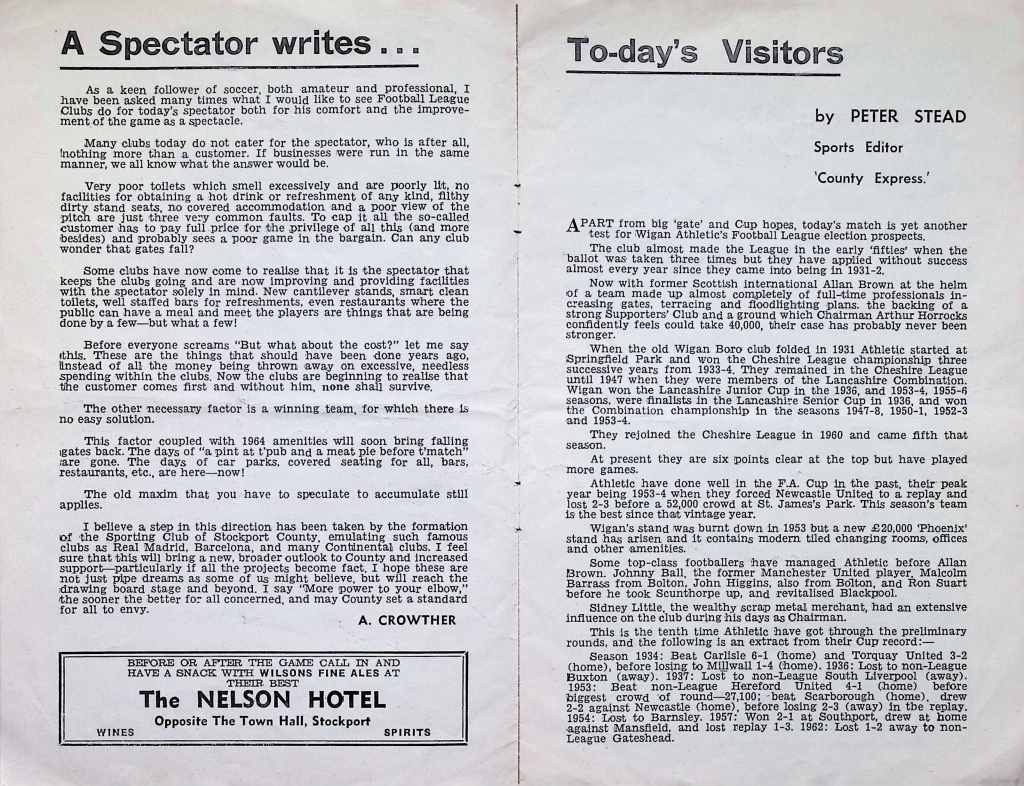 A Spectator writes...
As a keen follower of soccer, both amateur and professional, I
have been asked many times what I would like to see Football League
Clubs do for today's spectator both for his comfort and the improve-
ment of the game as a spectacle.
Many clubs today do not cater for the spectator, who is after all,
nothing more than a customer. If businesses were run in the same
manner, we all know what the answer would be.
Very poor toilets which smell excessively and are poorly lit, no
facilities for obtaining a hot drink or refreshment of any kind, filthy
dirty stand seats, no covered accommodation and a poor view of the
pitch are just three very common faults. To cap it all the so-called
customer has to pay full price for the privilege of all this (and more
besides) and probably sees a poor game in the bargain. Can any club
wonder that gates fall?
Some clubs have now come to realise that it is the spectator that
keeps the clubs going and are now improving and providing facilities
with the spectator solely in mind. New cantlever stands, smart clean
toilets, well staffed bars for refreshments, even restaurants where the
public can have a meal and meet the players are things that are being
done by a few—but what a few!
Before everyone screams "But what about the cost?" let me say
this. These are the things that should have been done years ago,
instead of all the money being thrown away on excessive, needless
spending within the clubs. Now the clubs are beginning to realise that
the customer comes first and without him, none shall survive.
The other necessary factor is a winning team, for which there is
no easy solution.
This factor coupled with 1964 amenities will soon bring falling
gates back. The days of "a pint at t'pub and a meat pie before t'match"
are gone. The days of car parks, covered seating for all, bars,
restaurants, etc., are here—now!
The old maxim that you have to speculate to accumulate still
applies.
I believe a step in this direction has been taken by the formation
of the Sporting Club of Stockport County, emulating such famous
clubs as Real Madrid, Barcelona, and many Continental clubs. I feel
sure that this will bring a new, broader outlook to County and increased
support—particularly if all the projects become fact. I hope these are
not just pipe dreams as some of us might believe, but will reach the
drawing board stage and beyond. I say "More power to your elbow,"
the sooner the better for all concerned, and may County set a standard
for all to envy.
A. CROWTHER
BEFORE OR AFTER THE GAME CALL IN AND
HAVE A SNACK WITH WILSONS FINE ALES AT
THEIR BEST
The NELSON HOTEL
Opposite The Town Hall, Stockport
WINES SPIRITS
To-day's Visitors
by PETER STEAD
Sports Editor
'County Express.'
APART from big 'gate' and Cup hopes, today's match is yet another
test for Wigan Athletic's Football League election prospects.
The club almost made the League in the early 'fifties' when the
ballot was taken three times but they have applied without success
almost every year since they came into being in 1931-2.
Now with former Scottish international Allan Brown at the helm
of a team made up almost completely of full-time professionals in-
creasing gates, terracing and floodlighting plans. the backing of a
strong Supporters' Club and a ground which Chairman Arthur Horrocks
confidently feels could take 40,000, their case has probably never been
stronger.
When the old Wigan Boro club folded in 1931 Athletic started at
Springfield Park and won the Cheshire League championship three
successive years from 1933-4. They remained in the Cheshire League
until 1947 when they were members of the Lancashire Combination.
Wigan won the Lancashire Junior Cup in the 1936, and 1953-4, 1955-6
seasons, were finalists in the Lancashire Senior Cup in 1936, and won
the Combination championship in the seasons 1947-8, 1950-1, 1952-3
and 1953-4.
They rejoined the Cheshire League in 1960 and came fifth that
season.
At present they are six points clear at the top but have played
more games.
Athletic have done well in the F.A. Cup in the past, their peak
year being 1953-4 when they forced Newcastle United to a replay and
lost 2-3 before a 52,000 crowd at St. James's Park. This season's team
is the best since that vintage year.
Wigan's stand was burnt down in 1953 but a new £20,000 'Phoenix'
stand has arisen and it contains modern tiled changing rooms, offices
and other amenities.
Some top-class footballers have managed Athletic before Allan
Brown. Johnny Ball, the former Manchester United player, Malcolm
Barrass from Bolton, John Higgins, also from Bolton, and Ron Suart
before he took Scunthorpe up, and revitalised Blackpool.
Sidney Little, the wealthy scrap metal merchant, had an extensive
influence on the club during his days as Chairman.
This is the tenth time Athletic have got through the preliminary
rounds, and the following is an extract from their Cup record:—
Season 1934: Beat Carlisle 6-1 (home) and Torquay United 3-2
(home), before losing to Millwall 1-4 (home). 1936: Lost to non-League
Buxton (away). 1937: Lost to non-League South Liverpool (away).
1953: Beat non-League Hereford United 4-1 (home) before
biggest crowd of round—27,100; beat Scarborough (home), drew
2-2 against Newcastle (home), before losing 2-3 (away) in the replay.
1954: Lost to Barnsley. 1957: Won 2-1 at Southport, drew at home
against Mansfield, and lost replay 1-3. 1962: Lost 1-2 away to non-
League Gateshead.